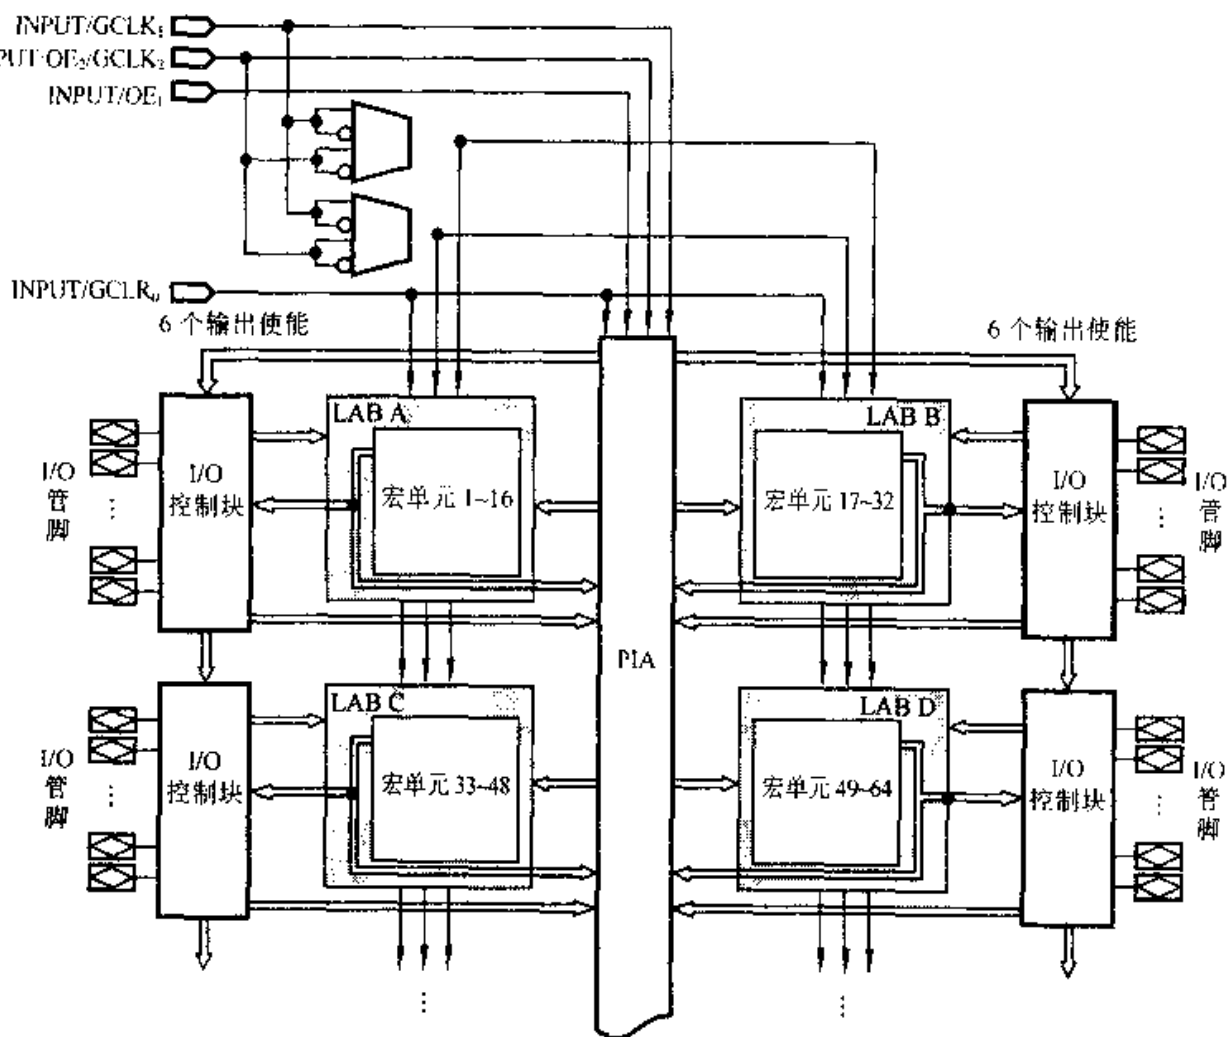 INPUT/GCLK₁
PUT/OE₂/GCLK₂
INPUT/OE₁
INPUT/GCLRₙ
6 个输出使能
6 个输出使能
LAB A
宏单元 1~16
LAB B
宏单元 17~32
I/O
控制块
I/O
管
脚
⋮
I/O
控制块
I/O
管
脚
⋮
PIA
LAB C
宏单元 33~48
LAB D
宏单元 49~64
I/O
控制块
I/O
管
脚
⋮
I/O
控制块
I/O
管
脚
⋮
⋮
⋮